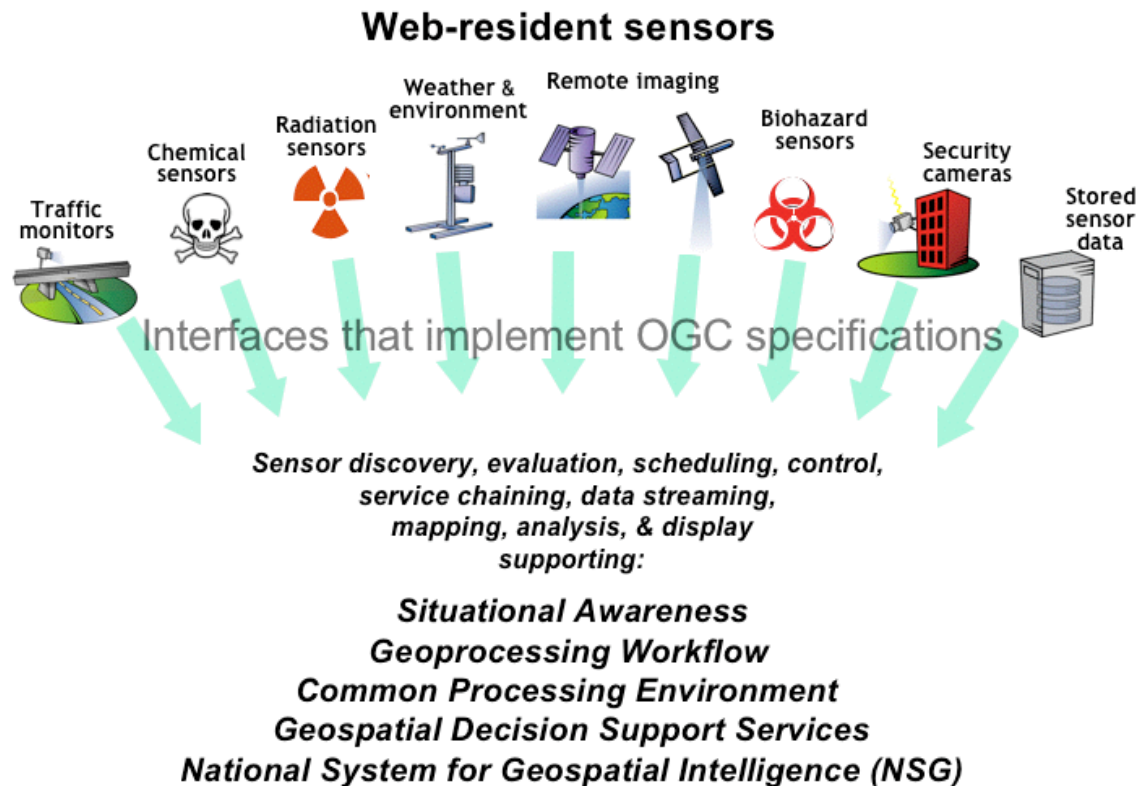 Web-resident sensors
Traffic
monitors
Chemical
sensors
Radiation
sensors
Weather &
environment
Remote imaging
Biohazard
sensors
Security
cameras
Stored
sensor
data
Interfaces that implement OGC specifications
Sensor discovery, evaluation, scheduling, control,
service chaining, data streaming,
mapping, analysis, & display
supporting:
Situational Awareness
Geoprocessing Workflow
Common Processing Environment
Geospatial Decision Support Services
National System for Geospatial Intelligence (NSG)